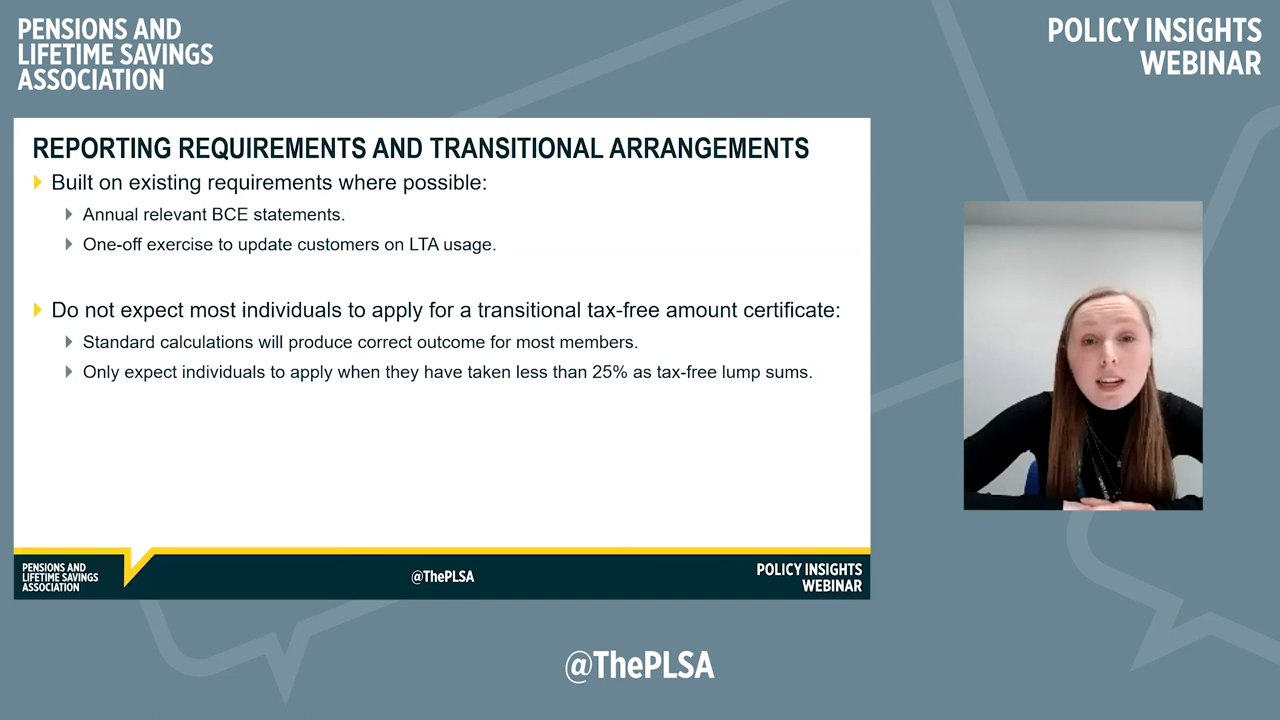 PENSIONS AND
LIFETIME SAVINGS
ASSOCIATION
POLICY INSIGHTS
WEBINAR
REPORTING REQUIREMENTS AND TRANSITIONAL ARRANGEMENTS
Built on existing requirements where possible:
Annual relevant BCE statements.
One-off exercise to update customers on LTA usage.
Do not expect most individuals to apply for a transitional tax-free amount certificate:
Standard calculations will produce correct outcome for most members.
Only expect individuals to apply when they have taken less than 25% as tax-free lump sums.
PENSIONS AND
LIFETIME SAVINGS
ASSOCIATION
@ThePLSA
POLICY INSIGHTS
WEBINAR
@ThePLSA